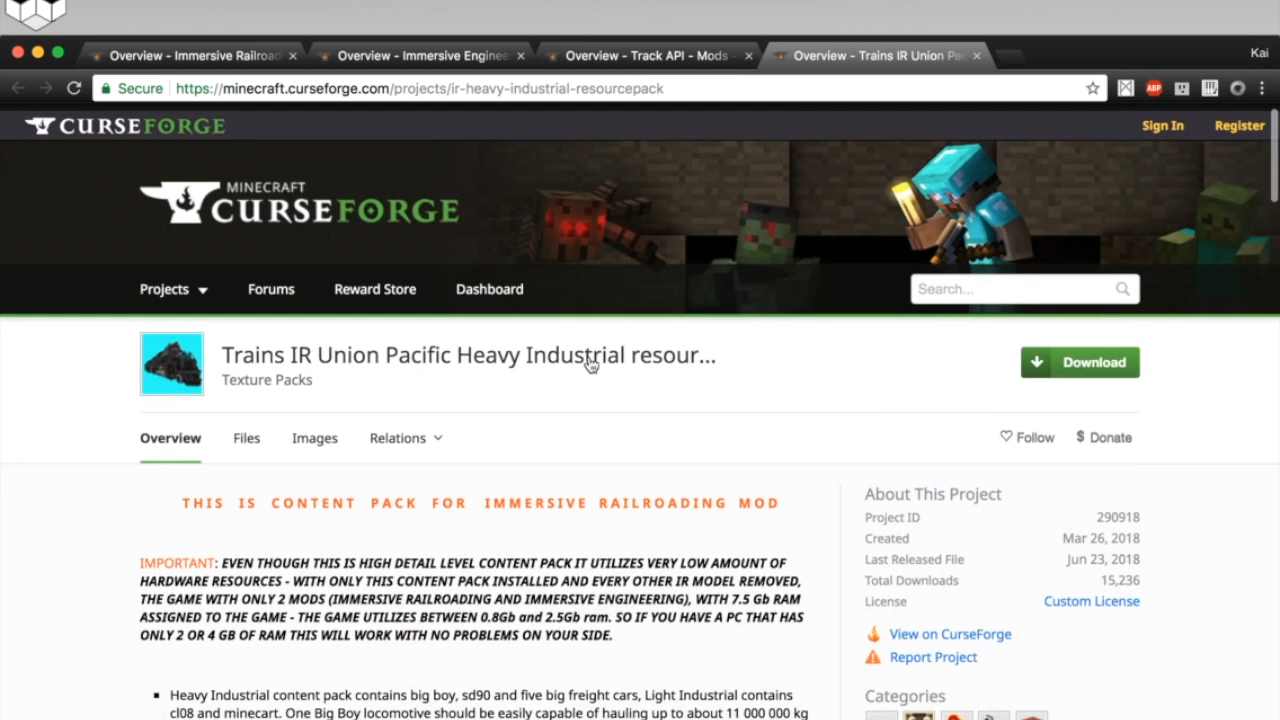 Overview - Immersive Railroad
Overview - Immersive Enginee
Overview - Track API - Mods -
Overview - Trains IR Union Pac
Kai
Secure
https://minecraft.curseforge.com/projects/ir-heavy-industrial-resourcepack
ABP
CURSEFORGE
Sign In
Register
MINECRAFT
CURSEFORGE
Projects
Forums
Reward Store
Dashboard
Search...
Trains IR Union Pacific Heavy Industrial resour...
Texture Packs
Download
Overview
Files
Images
Relations
Follow
$ Donate
THIS IS CONTENT PACK FOR IMMERSIVE RAILROADING MOD
IMPORTANT: EVEN THOUGH THIS IS HIGH DETAIL LEVEL CONTENT PACK IT UTILIZES VERY LOW AMOUNT OF
HARDWARE RESOURCES - WITH ONLY THIS CONTENT PACK INSTALLED AND EVERY OTHER IR MODEL REMOVED,
THE GAME WITH ONLY 2 MODS (IMMERSIVE RAILROADING AND IMMERSIVE ENGINEERING), WITH 7.5 Gb RAM
ASSIGNED TO THE GAME - THE GAME UTILIZES BETWEEN 0.8Gb and 2.5Gb ram. SO IF YOU HAVE A PC THAT HAS
ONLY 2 OR 4 GB OF RAM THIS WILL WORK WITH NO PROBLEMS ON YOUR SIDE.
Heavy Industrial content pack contains big boy, sd90 and five big freight cars, Light Industrial contains
cl08 and minecart. One Big Boy locomotive should be easily capable of hauling up to about 11 000 000 kg
About This Project
Project ID 290918
Created Mar 26, 2018
Last Released File Jun 23, 2018
Total Downloads 15,236
License Custom License
View on CurseForge
Report Project
Categories